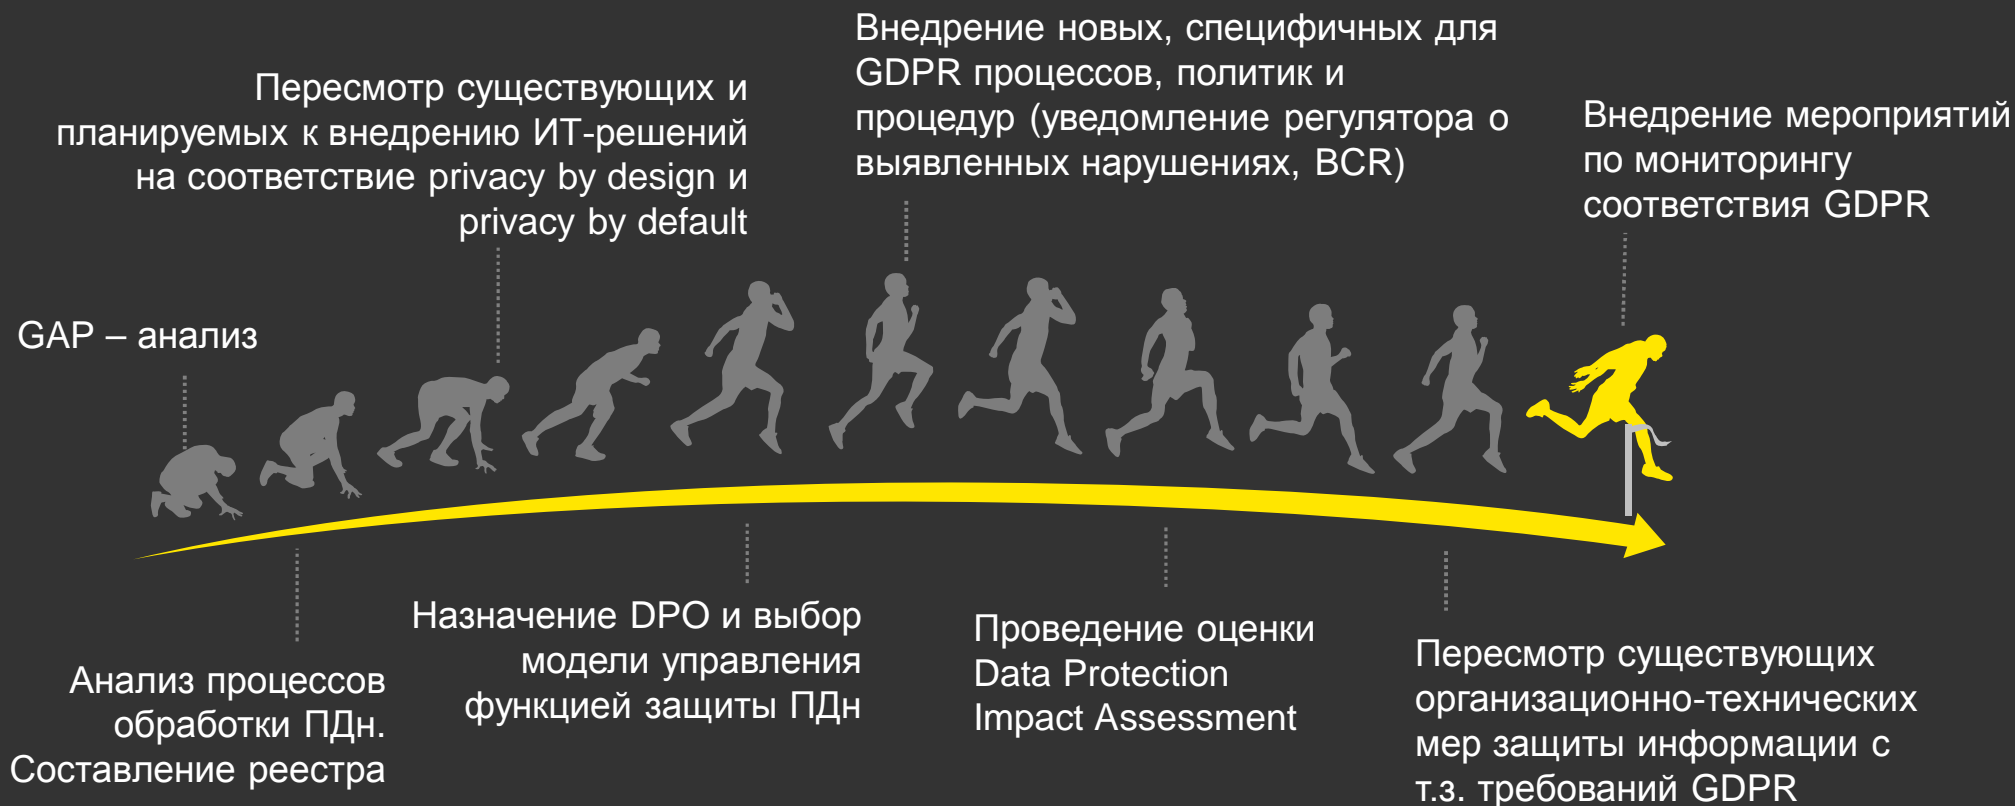 GAP – анализ
Анализ процессов
обработки ПДн.
Составление реестра
Пересмотр существующих и
планируемых к внедрению ИТ-решений
на соответствие privacy by design и
privacy by default
Назначение DPO и выбор
модели управления
функцией защиты ПДн
Внедрение новых, специфичных для
GDPR процессов, политик и
процедур (уведомление регулятора о
выявленных нарушениях, BCR)
Проведение оценки
Data Protection
Impact Assessment
Пересмотр существующих
организационно-технических
мер защиты информации с
т.з. требований GDPR
Внедрение мероприятий
по мониторингу
соответствия GDPR